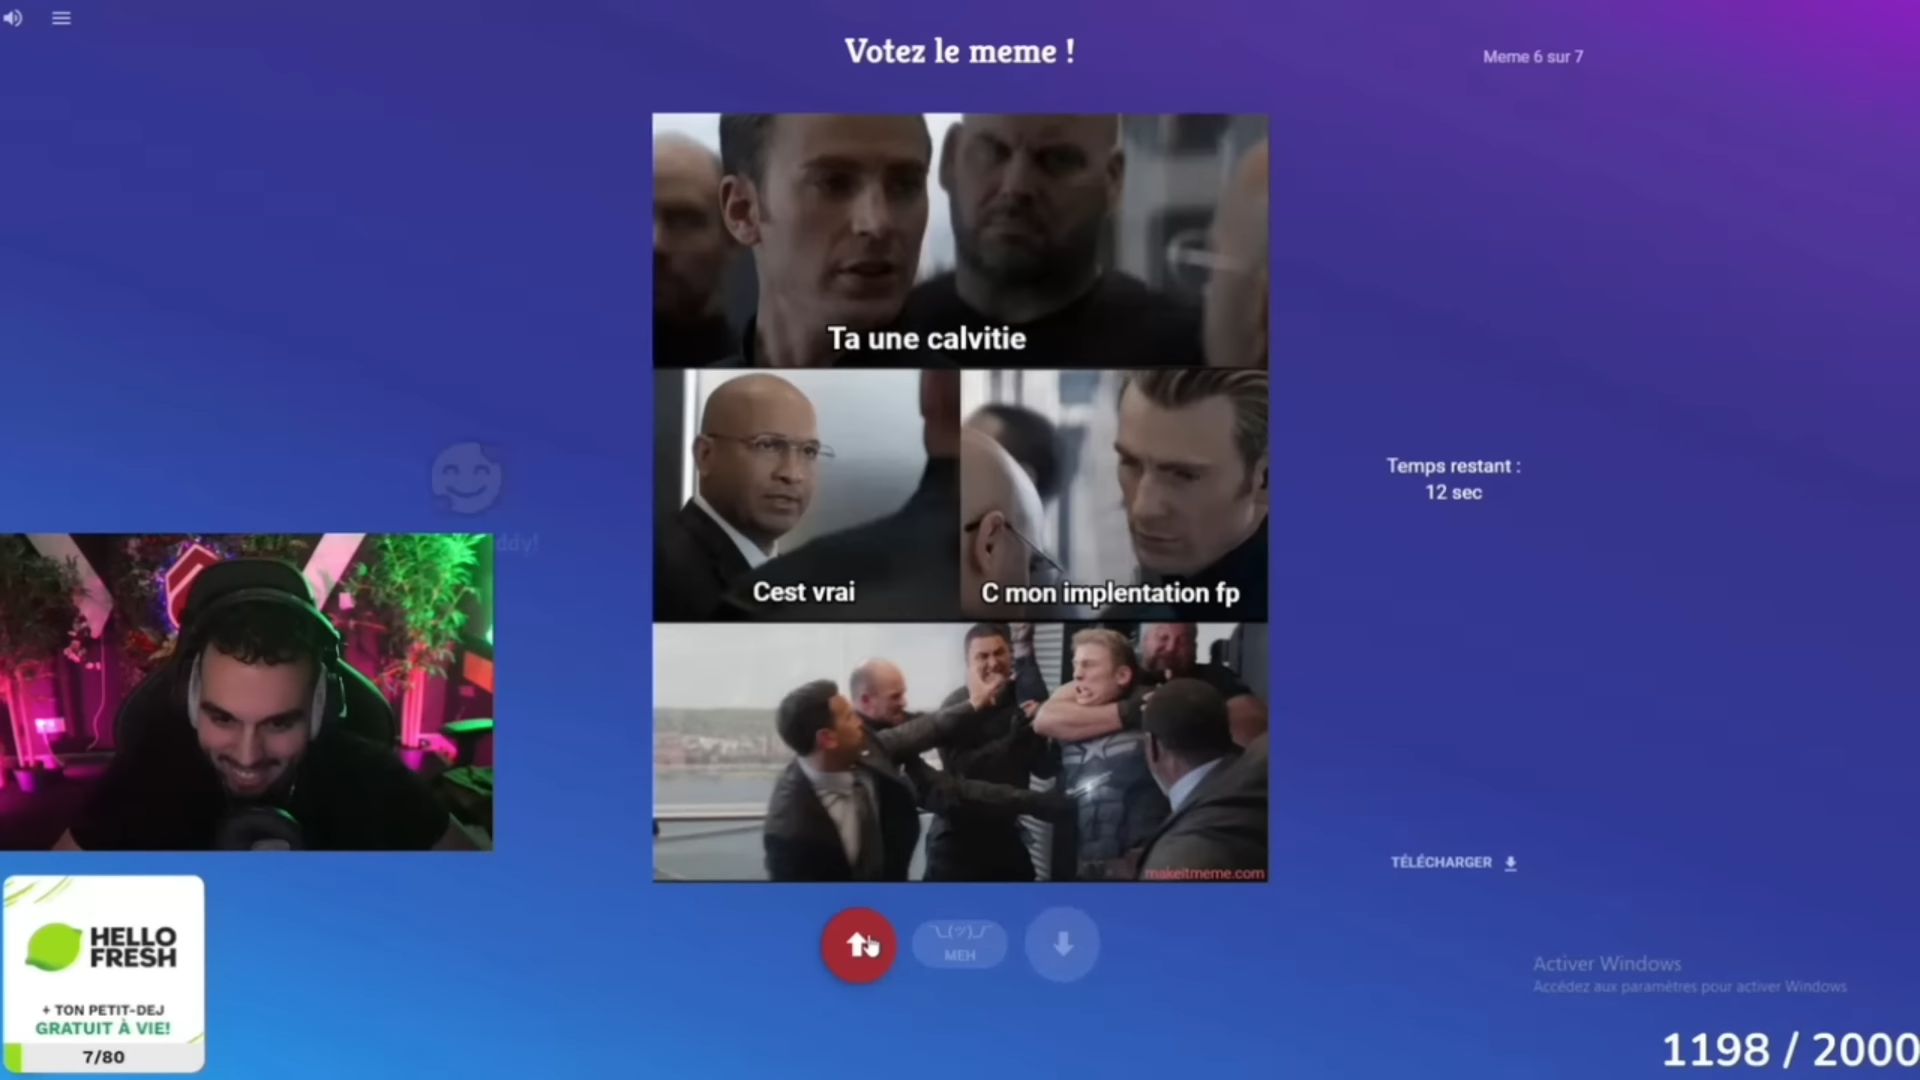 Votez le meme !
Meme 6 sur 7
Ta une calvitie
Cest vrai
C mon implentation fp
makeitmeme.com
Temps restant :
12 sec
ddy!
TÉLÉCHARGER
¯\_(ツ)_/¯
MEH
HELLO
FRESH
+ TON PETIT-DEJ
GRATUIT À VIE!
7/80
Activer Windows
Accédez aux paramètres pour activer Windows
1198 / 2000